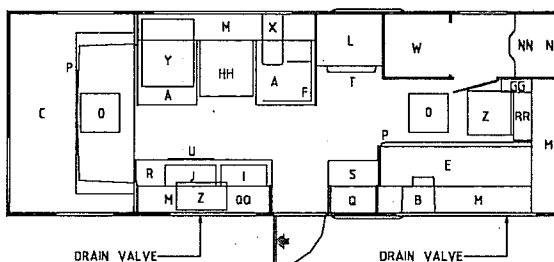 M X L W NN N
P Y HH A F T
C O O Z GG RR
A P M
U
R J I S E
M Z QQ Q B M
DRAIN VALVE DRAIN VALVE